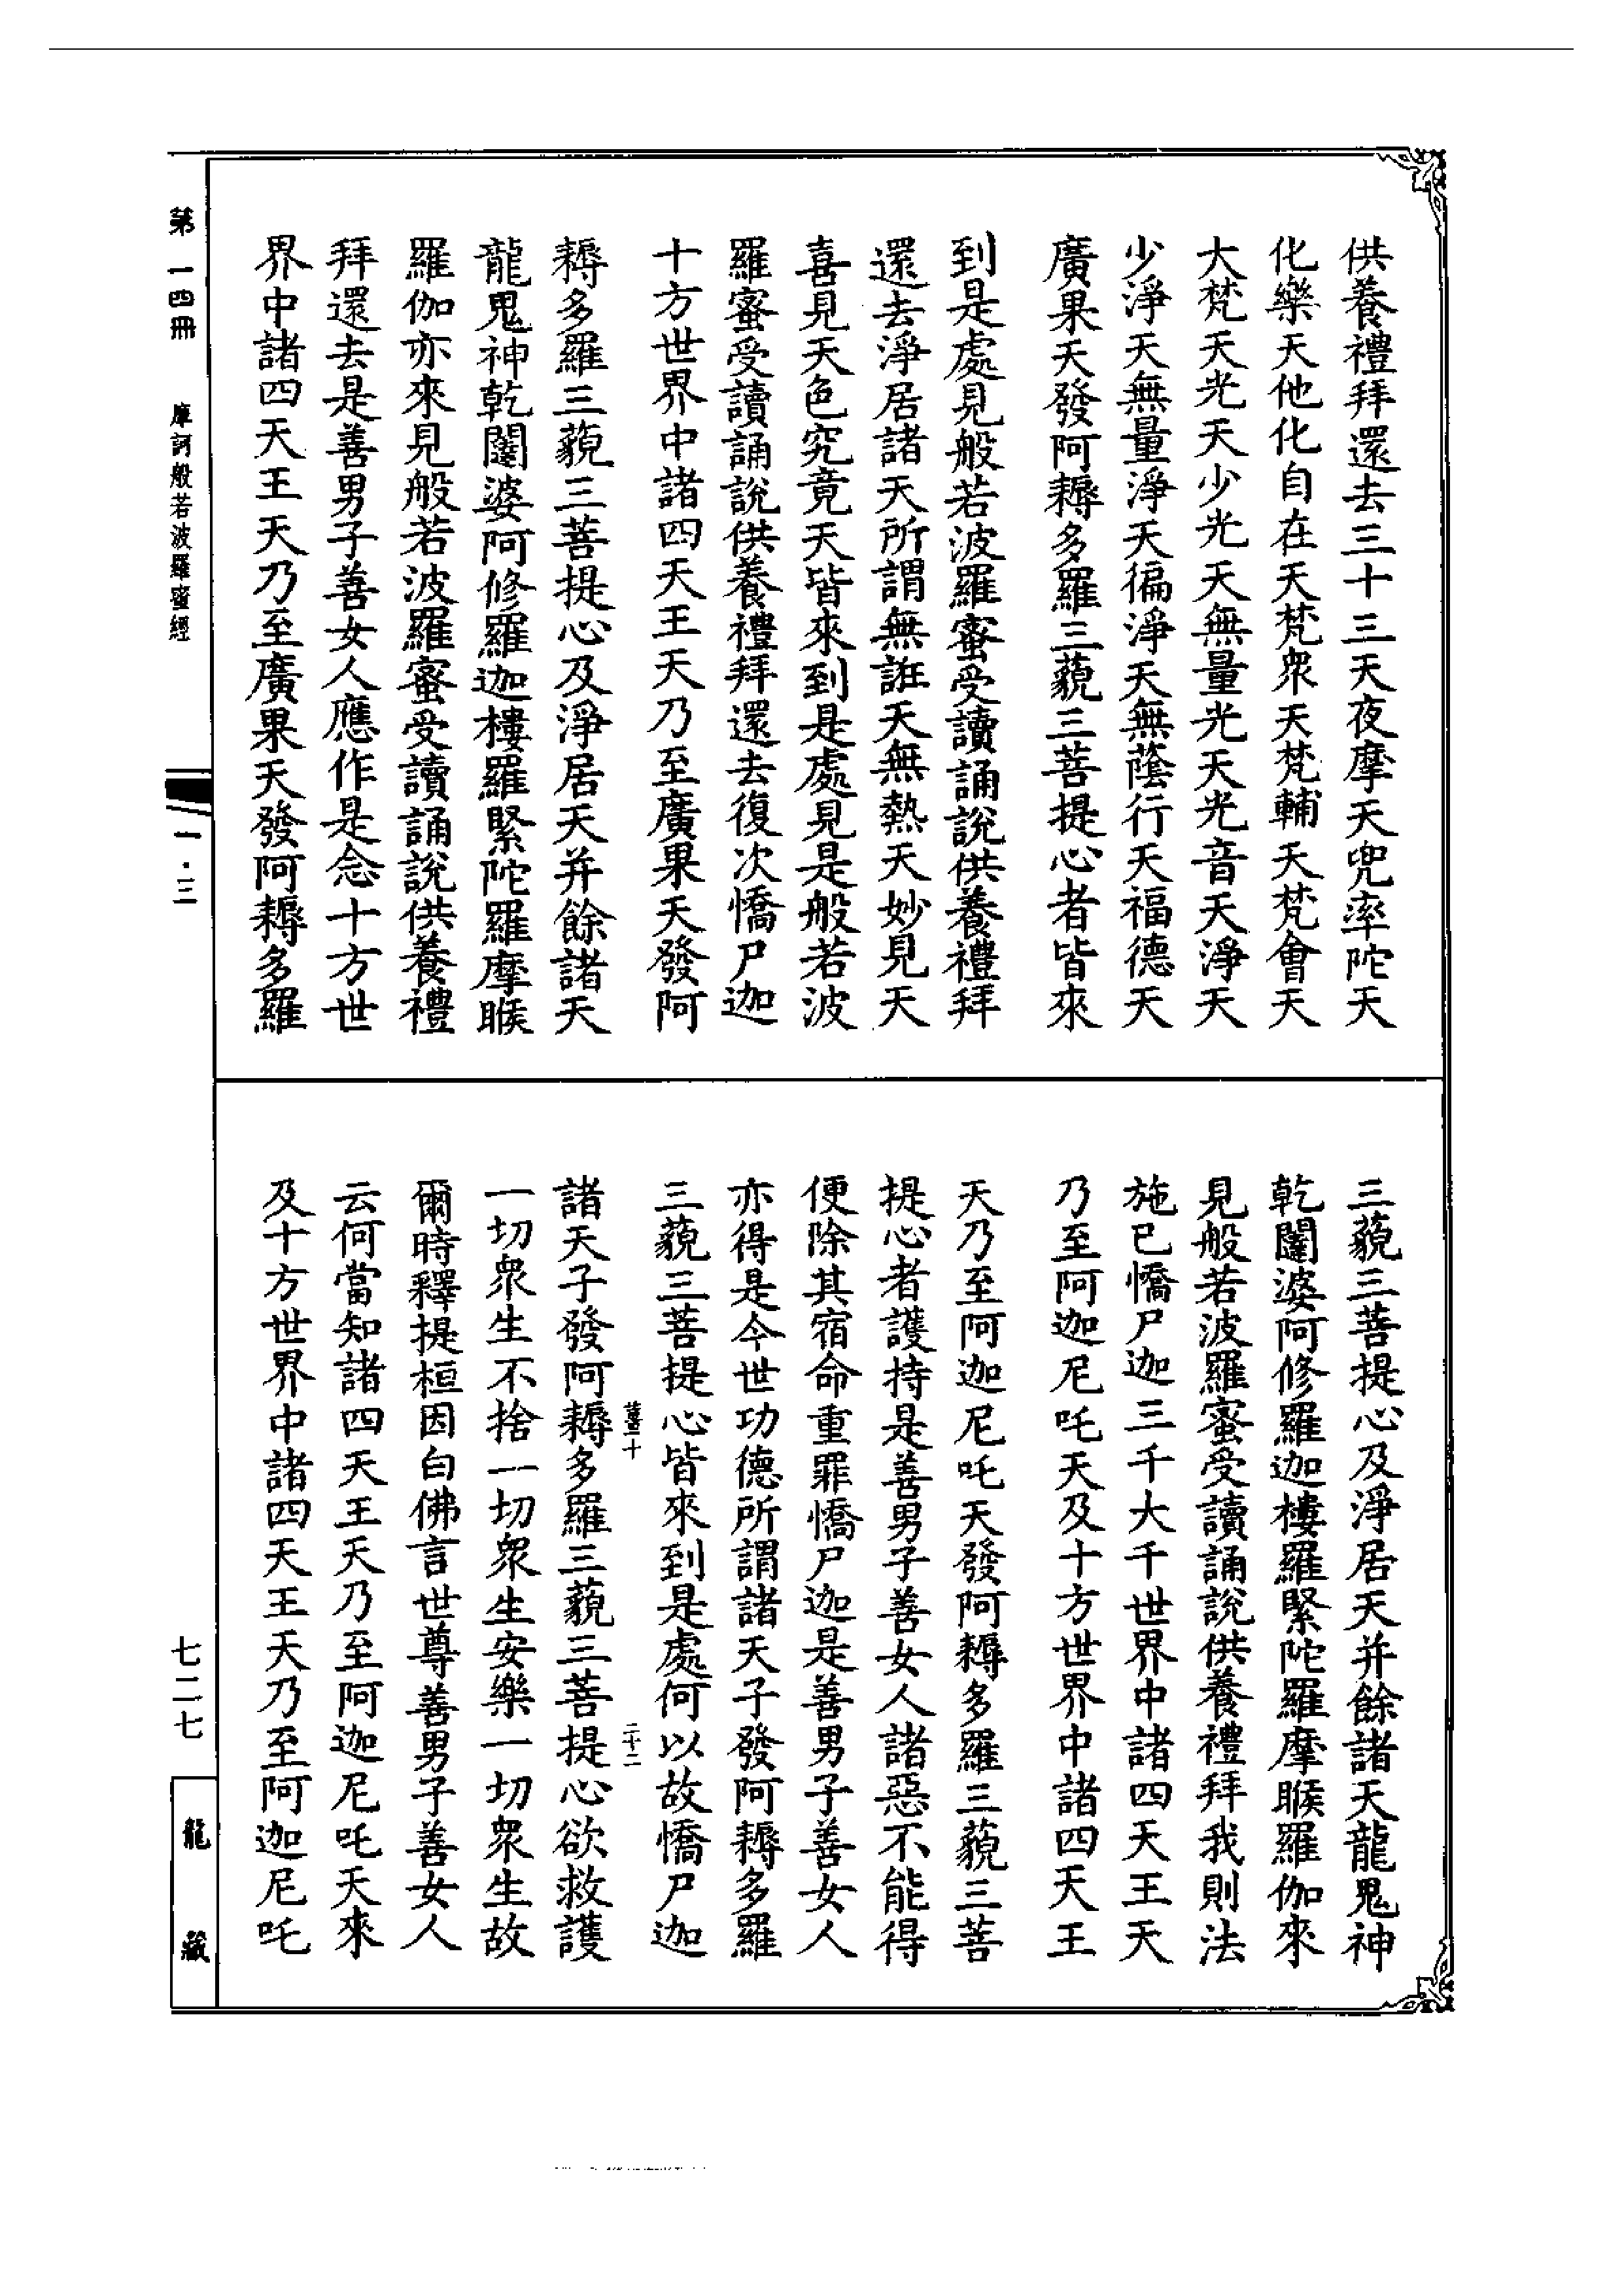 供養禮拜還去三十三天夜摩天兜率陀天
化樂天他化自在天梵衆天梵輔天梵會天
大梵天光天少光天無量光天光音天淨天
少淨天無量淨天徧淨天無蔭行天福德天
廣果天發阿耨多羅三藐三菩提心者皆來
到是處見般若波羅蜜受讀誦說供養禮拜
還去淨居諸天所謂無誑天無熱天妙見天
喜見天色究竟天皆來到是處見是般若波
羅蜜受讀誦說供養禮拜還去復次憍尸迦
十方世界中諸四天王天乃至廣果天發阿
耨多羅三藐三菩提心及淨居天并餘諸天
龍鬼神乾闥婆阿修羅迦樓羅緊陀羅摩睺
羅伽亦來見般若波羅蜜受讀誦說供養禮
拜還去是善男子善女人應作是念十方世
界中諸四天王天乃至廣果天發阿耨多羅
三藐三菩提心及淨居天并餘諸天龍鬼神
乾闥婆阿修羅迦樓羅緊陀羅摩睺羅伽來
見般若波羅蜜受讀誦說供養禮拜我則法
施已憍尸迦三千大千世界中諸四天王天
乃至阿迦尼吒天及十方世界中諸四天王
天乃至阿迦尼吒天發阿耨多羅三藐三菩
提心者護持是善男子善女人諸惡不能得
便除其宿命重罪憍尸迦是善男子善女人
亦得是今世功德所謂諸天子發阿耨多羅
三藐三菩提心皆來到是處何以故憍尸迦
諸天子發阿耨多羅三藐三菩提心欲救護
一切衆生不捨一切衆生安樂一切衆生故
爾時釋提桓因白佛言世尊善男子善女人
云何當知諸四天王天乃至阿迦尼吒天來
及十方世界中諸四天王天乃至阿迦尼吒
第一四冊 摩訶般若波羅蜜經
一·三
七二七
龍藏